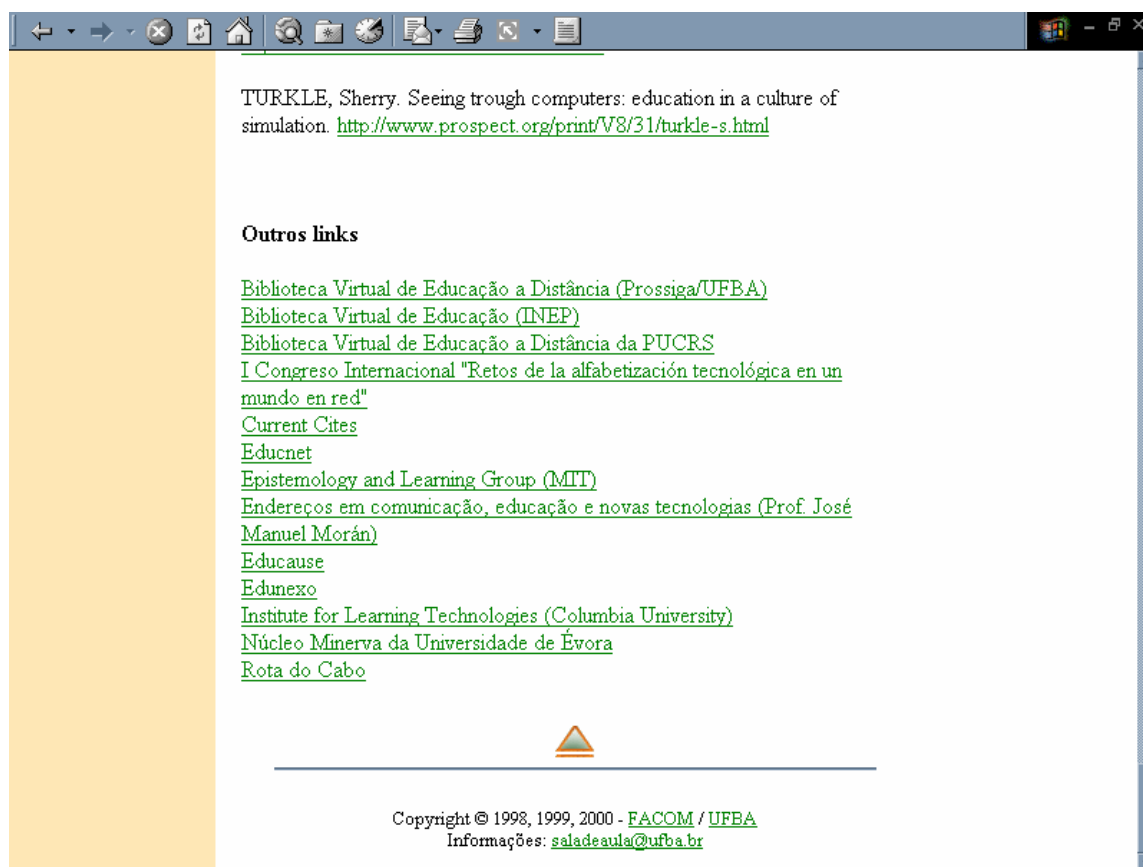 TURKLE, Sherry. Seeing trough computers: education in a culture of
simulation. http://www.prospect.org/print/V8/31/turkle-s.html
Outros links
Biblioteca Virtual de Educação a Distância (Prossiga/UFBA)
Biblioteca Virtual de Educação (INEP)
Biblioteca Virtual de Educação a Distância da PUCRS
I Congreso Internacional "Retos de la alfabetización tecnológica en un
mundo en red"
Current Cites
Educnet
Epistemology and Learning Group (MIT)
Endereços em comunicação, educação e novas tecnologias (Prof. José
Manuel Morán)
Educause
Edunexo
Institute for Learning Technologies (Columbia University)
Núcleo Minerva da Universidade de Évora
Rota do Cabo
Copyright © 1998, 1999, 2000 - FACOM / UFBA
Informações: saladeaula@ufba.br